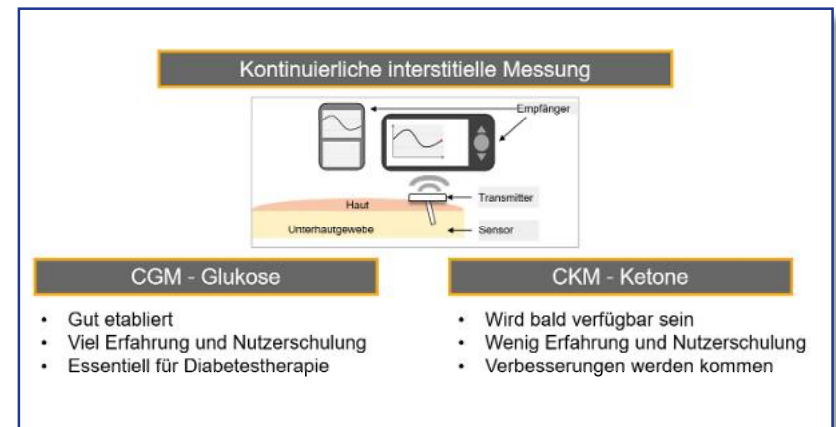 Kontinuierliche interstitielle Messung
Empfänger
Transmitter
Haut
Unterhautgewebe
Sensor
CGM - Glukose
• Gut etabliert
• Viel Erfahrung und Nutzerschulung
• Essentiell für Diabetestherapie
CKM - Ketone
• Wird bald verfügbar sein
• Wenig Erfahrung und Nutzerschulung
• Verbesserungen werden kommen